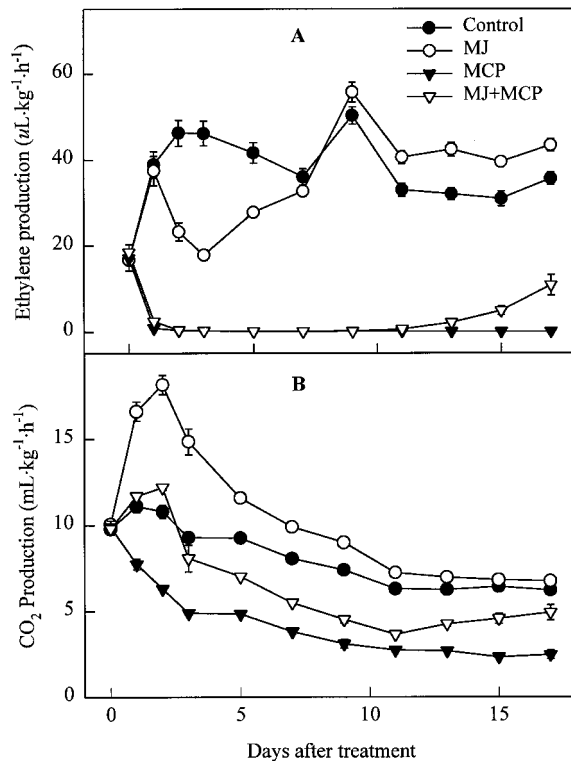 A
Control
MJ
MCP
MJ+MCP
Ethylene production (uL·kg⁻¹·h⁻¹)
60
40
20
0
B
CO₂ Production (mL·kg⁻¹·h⁻¹)
15
10
5
0
0 5 10 15
Days after treatment